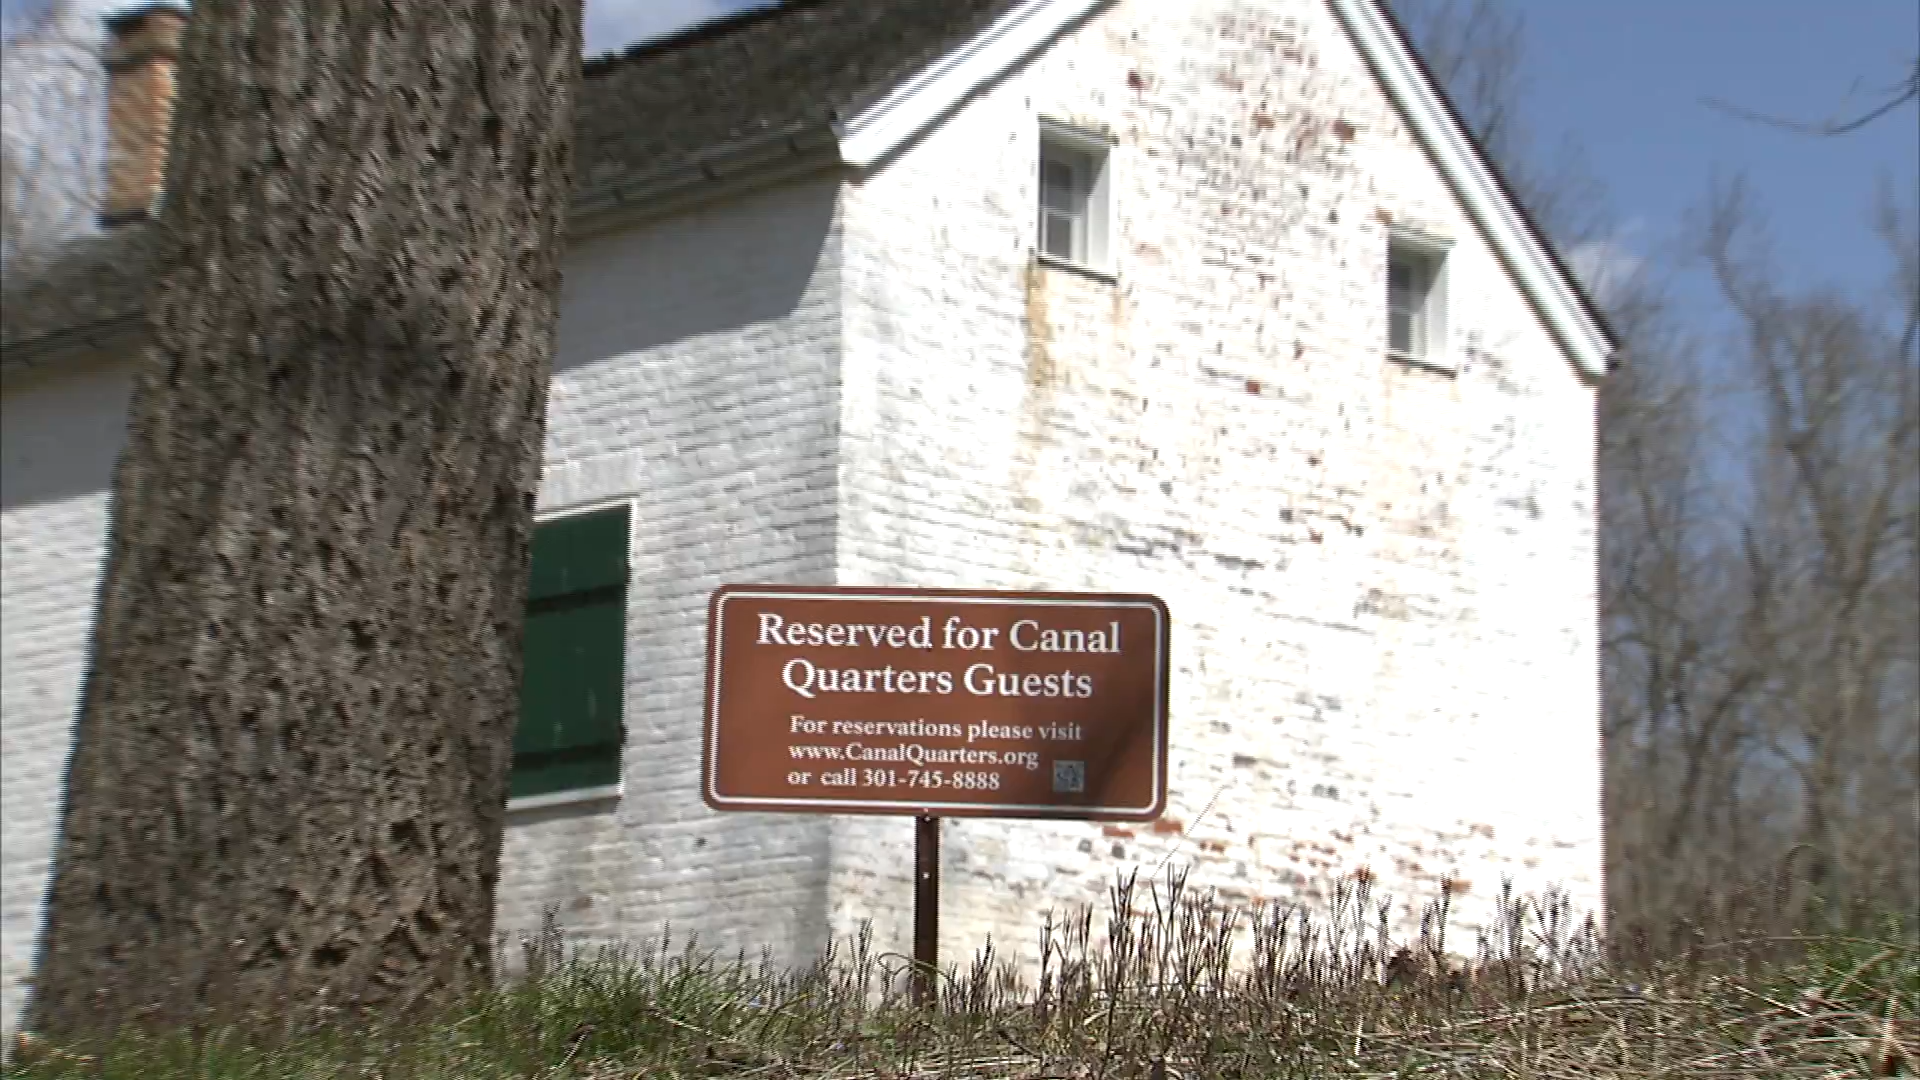 Reserved for Canal
Quarters Guests
For reservations please visit
www.CanalQuarters.org
or call 301-745-8888